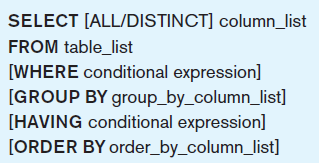 SELECT [ALL/DISTINCT] column_list
FROM table_list
[WHERE conditional expression]
[GROUP BY group_by_column_list]
[HAVING conditional expression]
[ORDER BY order_by_column_list]